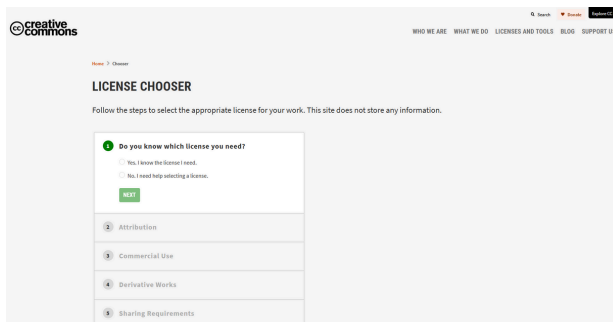 Search Donate Explore CC
creative
commons
WHO WE ARE WHAT WE DO LICENSES AND TOOLS BLOG SUPPORT U
Home > Chooser
LICENSE CHOOSER
Follow the steps to select the appropriate license for your work. This site does not store any information.
1 Do you know which license you need?
Yes. I know the license I need.
No. I need help selecting a license.
NEXT
2 Attribution
3 Commercial Use
4 Derivative Works
5 Sharing Requirements